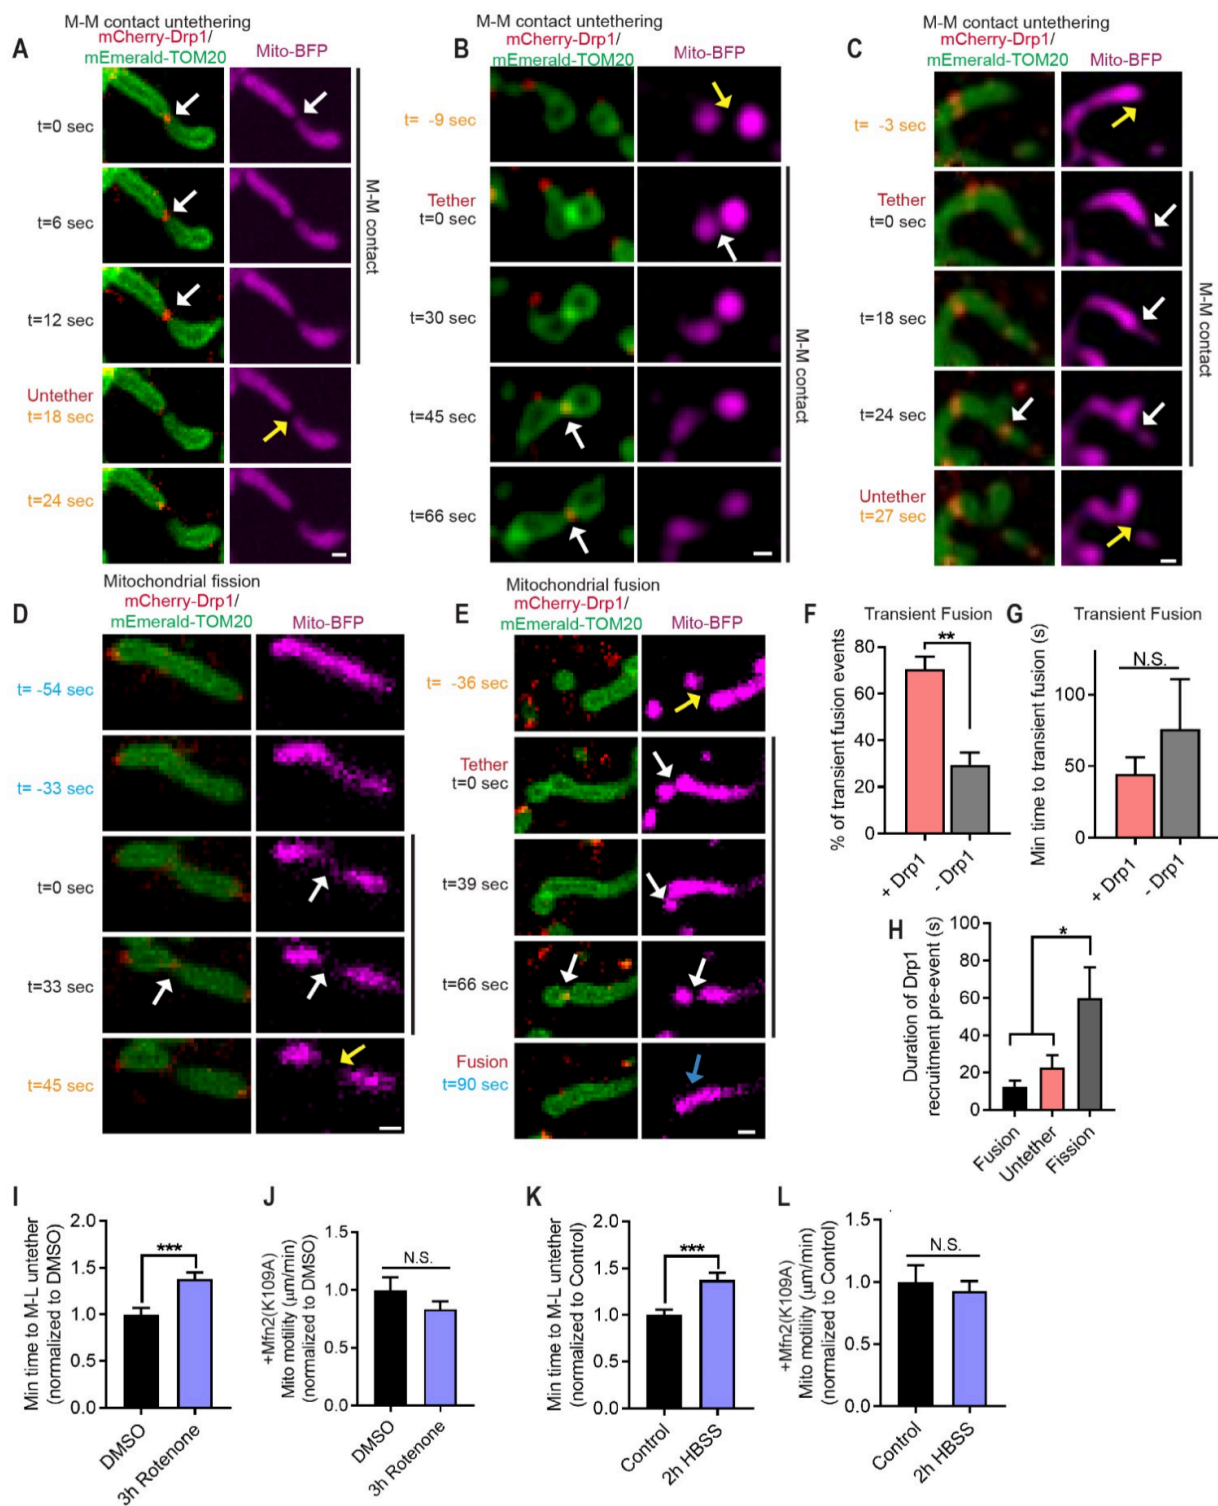 A
M-M contact untethering
mCherry-Drp1/
mEmerald-TOM20
Mito-BFP
t=0 sec
t=6 sec
t=12 sec
Untether
t=18 sec
t=24 sec
M-M contact
B
M-M contact untethering
mCherry-Drp1/
mEmerald-TOM20
Mito-BFP
t= -9 sec
Tether
t=0 sec
t=30 sec
t=45 sec
t=66 sec
M-M contact
C
M-M contact untethering
mCherry-Drp1/
mEmerald-TOM20
Mito-BFP
t= -3 sec
Tether
t=0 sec
t=18 sec
t=24 sec
Untether
t=27 sec
M-M contact
D
Mitochondrial fission
mCherry-Drp1/
mEmerald-TOM20
Mito-BFP
t= -54 sec
t= -33 sec
t=0 sec
t=33 sec
t=45 sec
E
Mitochondrial fusion
mCherry-Drp1/
mEmerald-TOM20
Mito-BFP
t= -36 sec
Tether
t=0 sec
t=39 sec
t=66 sec
Fusion
t=90 sec
F
Transient Fusion
% of transient fusion events
80
60
40
20
0
**
+ Drp1
- Drp1
G
Transient Fusion
Min time to transient fusion (s)
100
50
0
N.S.
+ Drp1
- Drp1
H
Duration of Drp1
recruitment pre-event (s)
100
80
60
40
20
0
*
Fusion
Untether
Fission
I
Min time to M-L untether
(normalized to DMSO)
2.0
1.5
1.0
0.5
0.0
***
DMSO
3h Rotenone
J
+Mfn2(K109A)
Mito motility (μm/min)
(normalized to DMSO)
1.5
1.0
0.5
0.0
N.S.
DMSO
3h Rotenone
K
Min time to M-L untether
(normalized to Control)
2.0
1.5
1.0
0.5
0.0
***
Control
2h HBSS
L
+Mfn2(K109A)
Mito motility (μm/min)
(normalized to Control)
1.5
1.0
0.5
0.0
N.S.
Control
2h HBSS